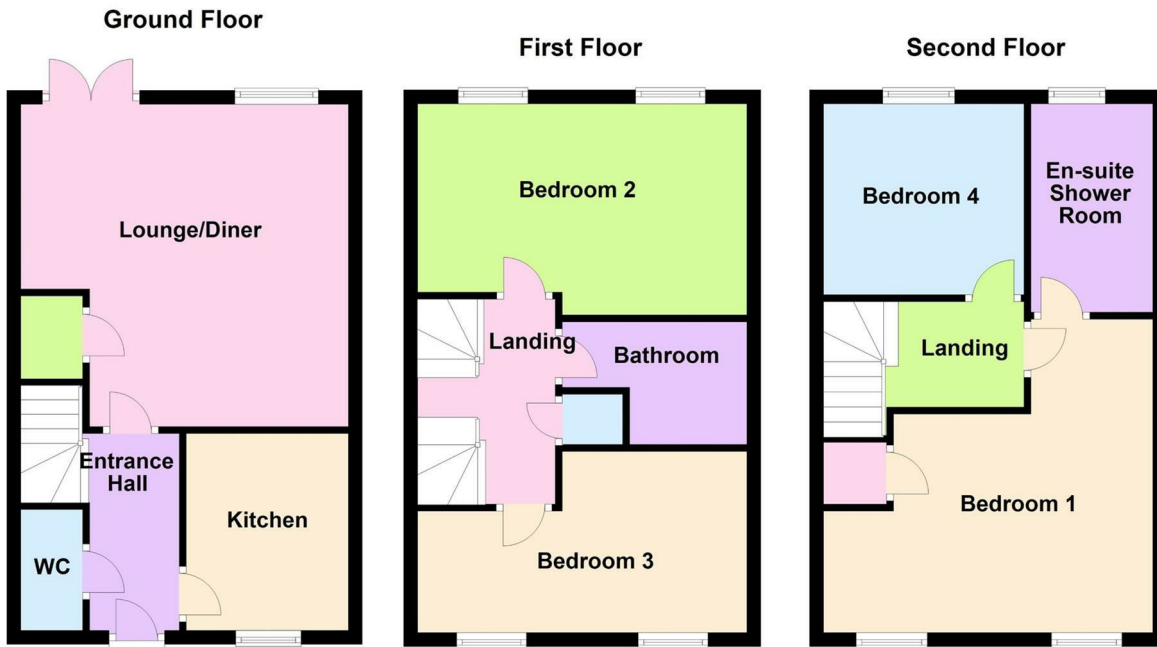 Ground Floor
Lounge/Diner
Entrance
Hall
Kitchen
WC
First Floor
Bedroom 2
Landing
Bathroom
Bedroom 3
Second Floor
Bedroom 4
En-suite
Shower
Room
Landing
Bedroom 1